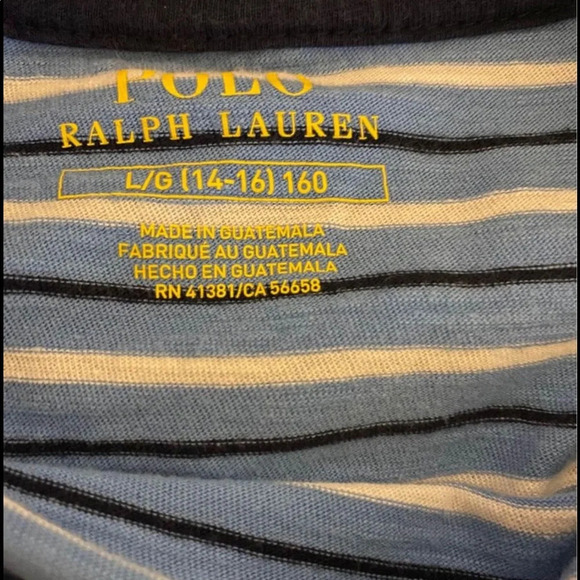 POLO
RALPH LAUREN
L/G (14-16) 160
MADE IN GUATEMALA
FABRIQUÉ AU GUATEMALA
HECHO EN GUATEMALA
RN 41381/CA 56658